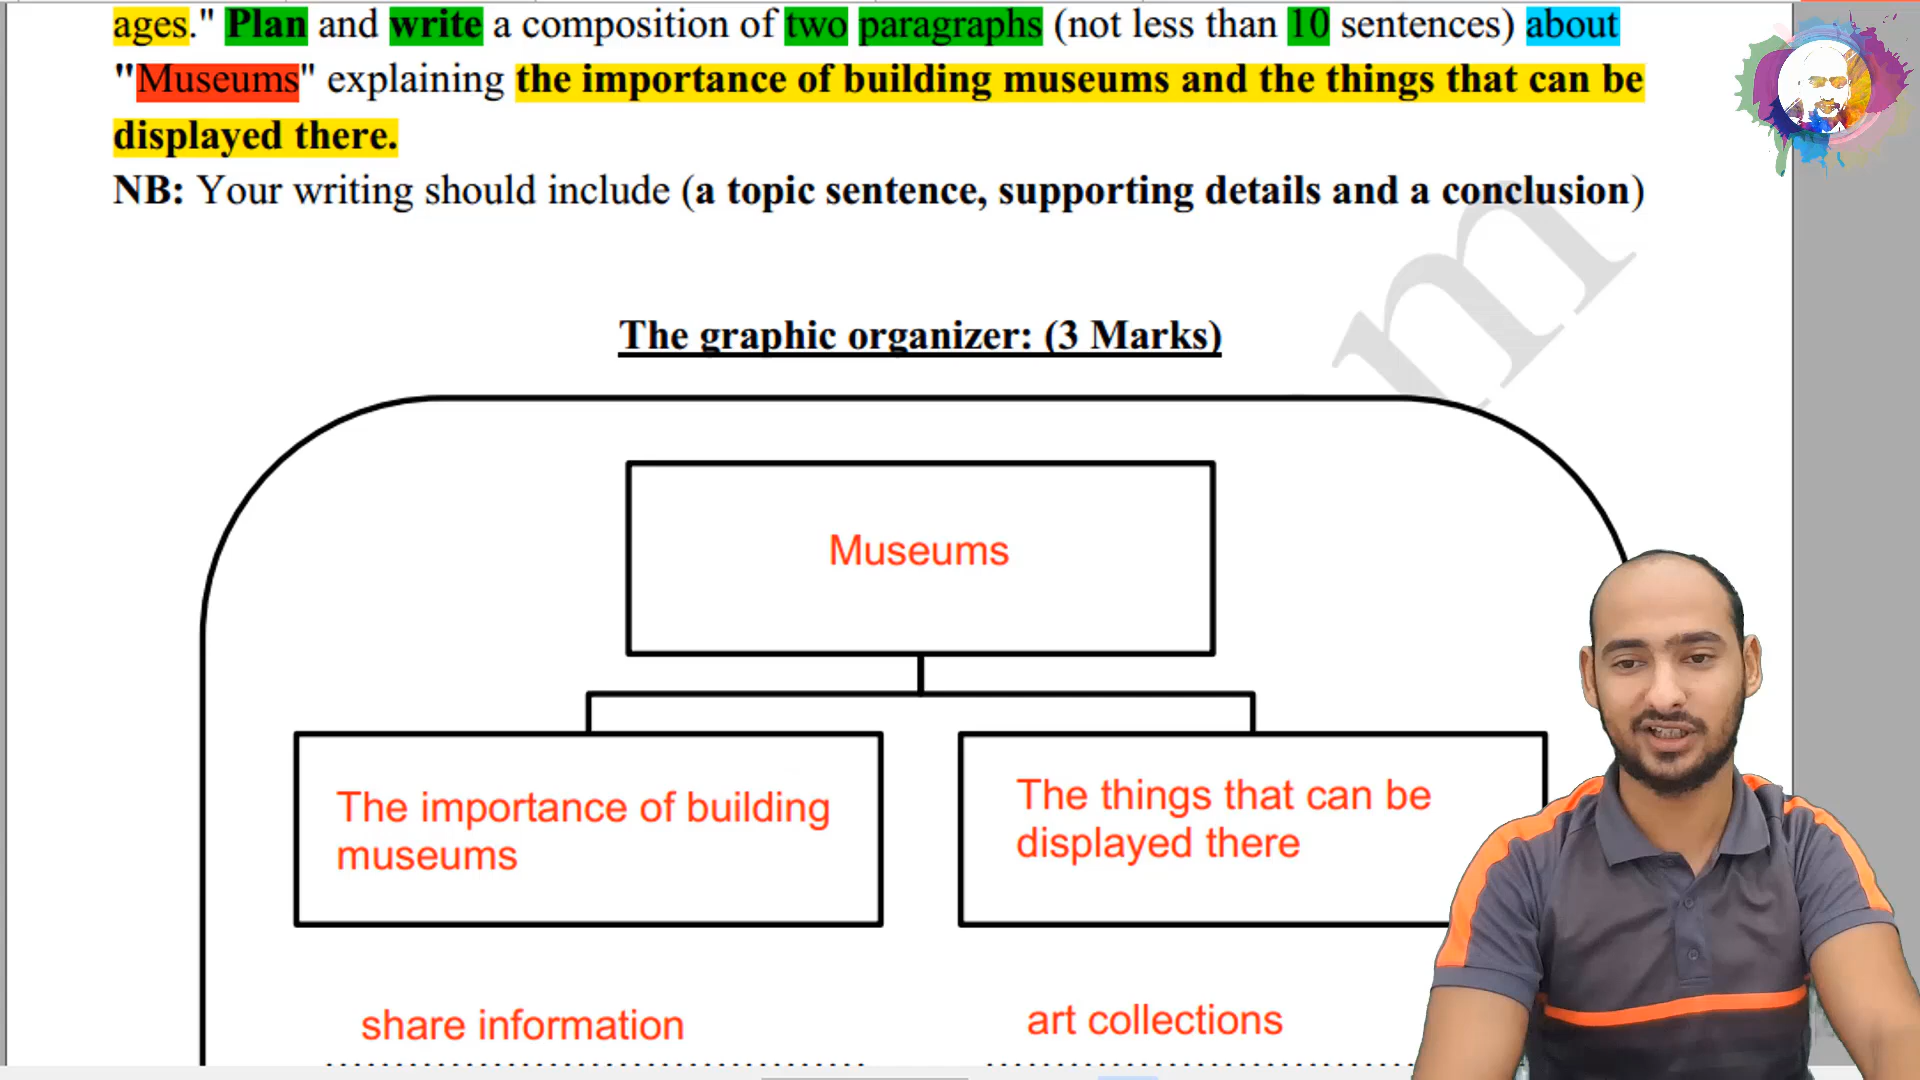 ages." Plan and write a composition of two paragraphs (not less than 10 sentences) about
"Museums" explaining the importance of building museums and the things that can be
displayed there.
NB: Your writing should include (a topic sentence, supporting details and a conclusion)
m
The graphic organizer: (3 Marks)
Museums
The importance of building
museums
The things that can be
displayed there
share information
art collections